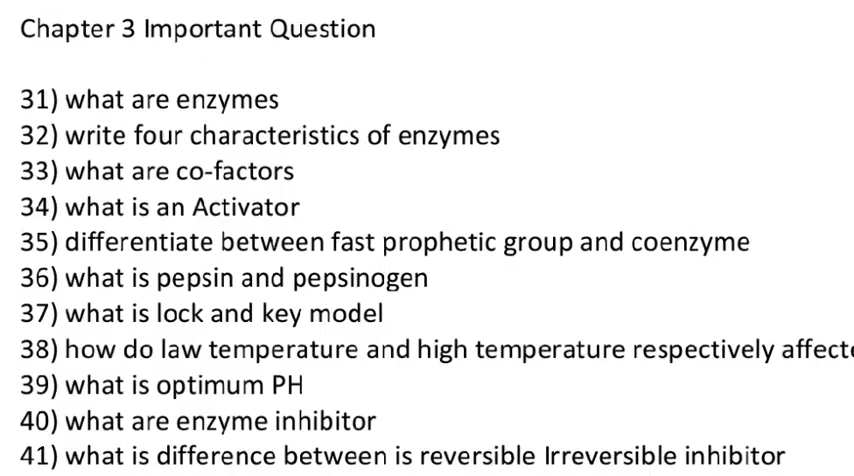 Chapter 3 Important Question
31) what are enzymes
32) write four characteristics of enzymes
33) what are co-factors
34) what is an Activator
35) differentiate between fast prophetic group and coenzyme
36) what is pepsin and pepsinogen
37) what is lock and key model
38) how do law temperature and high temperature respectively affecte
39) what is optimum PH
40) what are enzyme inhibitor
41) what is difference between is reversible Irreversible inhibitor